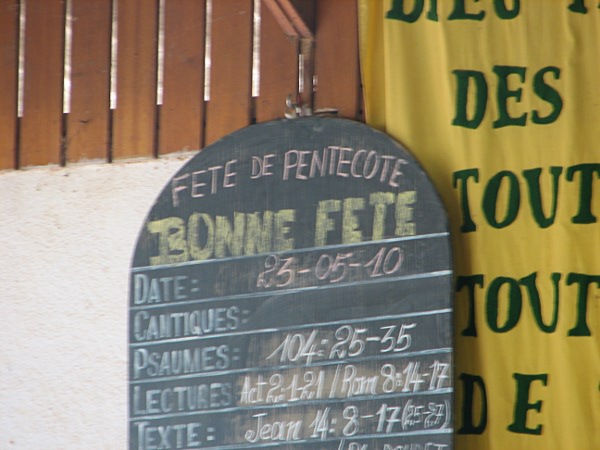 FETE DE PENTECOTE
BONNE FETE
DATE: 23-05-10
CANTIQUES:
PSAUMES: 104:25-35
LECTURES Act 2:1-21 / Rom 8:14-17
TEXTE: Jean 14:8-17 (25-27)
DIEU
DES
TOUT
TOUT
DE